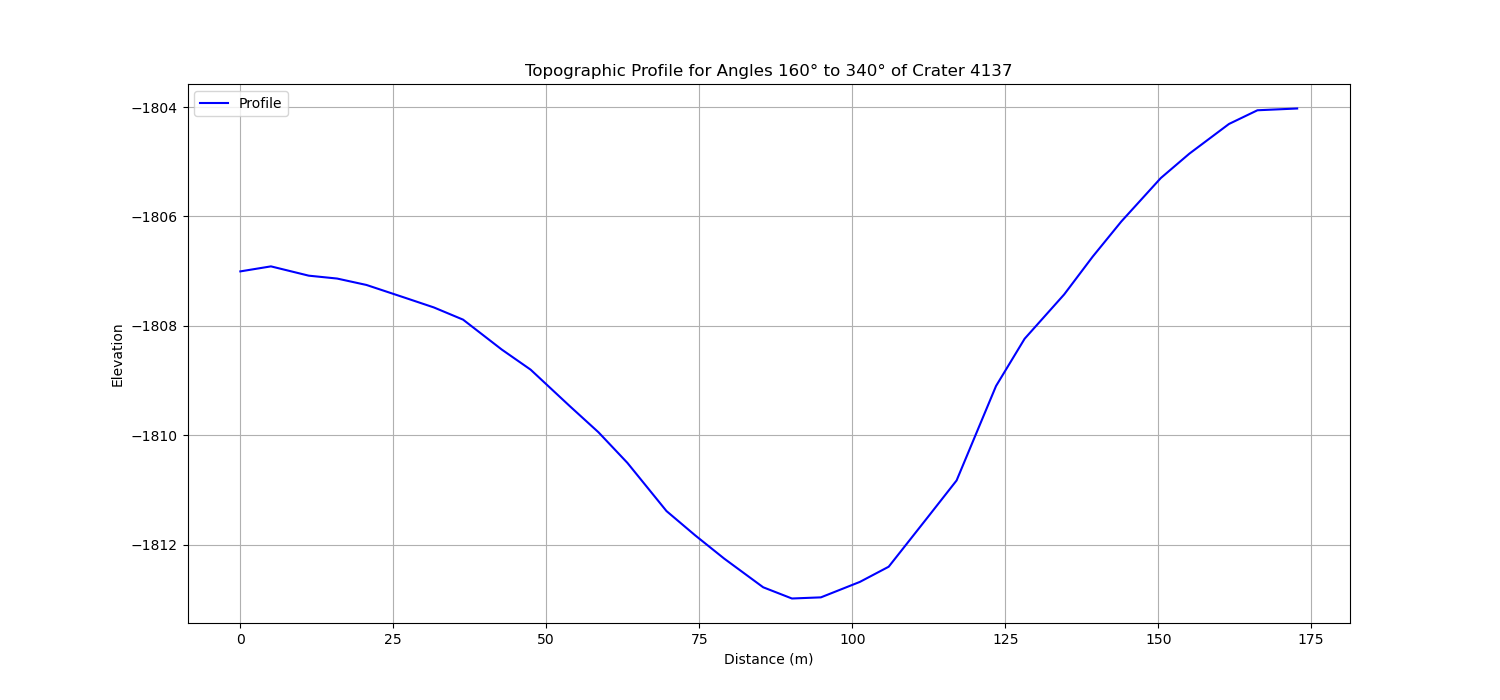 Topographic Profile for Angles 160° to 340° of Crater 4137
Profile
−1804
−1806
−1808
−1810
−1812
Elevation
0 25 50 75 100 125 150 175
Distance (m)